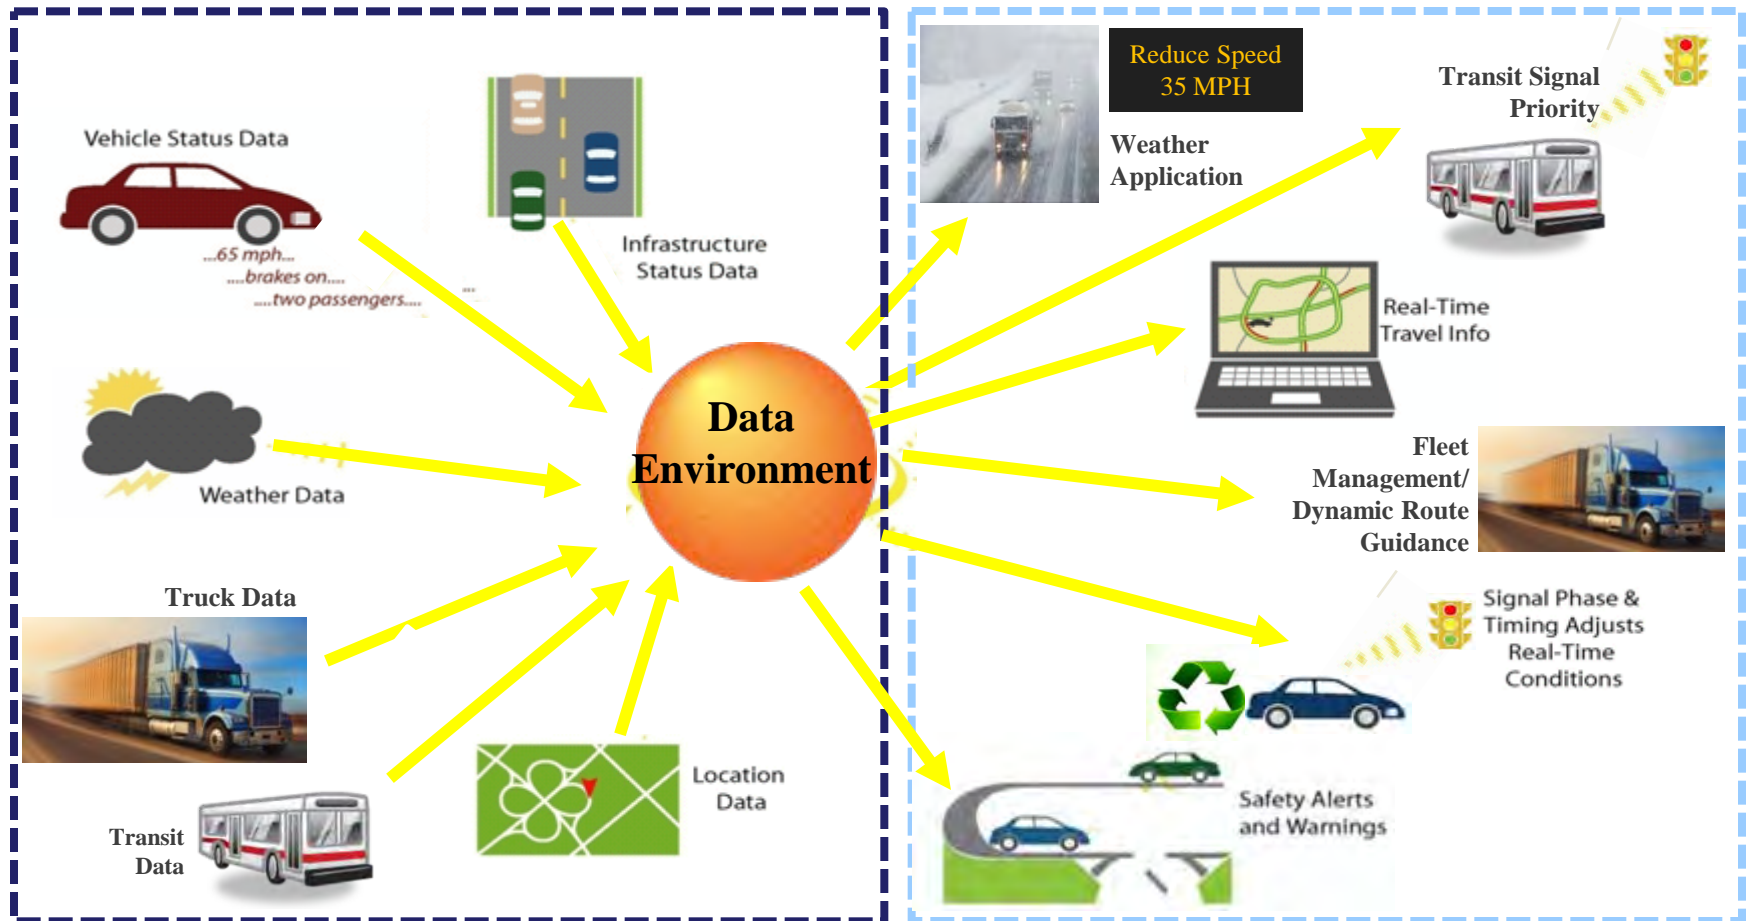 Vehicle Status Data
...65 mph...
....brakes on....
....two passengers....
...
Infrastructure
Status Data
Weather Data
Truck Data
Transit
Data
Location
Data
Data
Environment
Reduce Speed
35 MPH
Weather
Application
Transit Signal
Priority
Real-Time
Travel Info
Fleet
Management/
Dynamic Route
Guidance
Signal Phase &
Timing Adjusts
Real-Time
Conditions
Safety Alerts
and Warnings